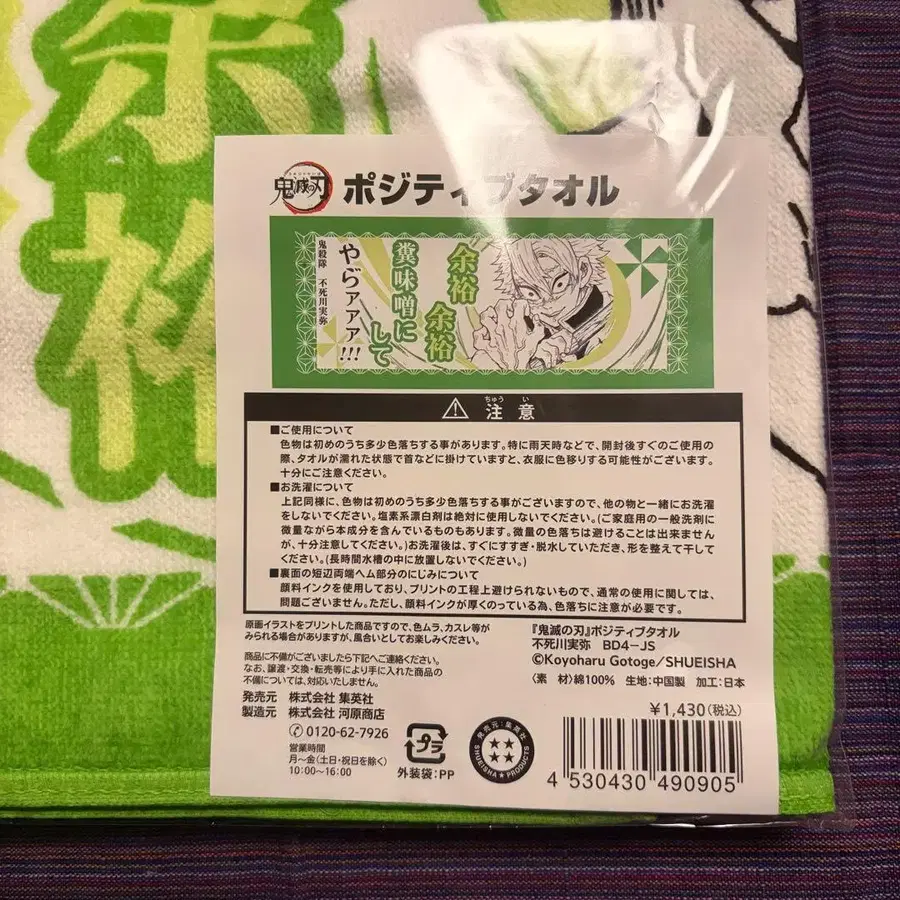 余裕
鬼滅の刃 ポジティブタオル
余裕
余裕
糞味噌に
して
やらァアア!!!
鬼殺隊 不死川実弥
ちゅう い
⚠ 注意
■ご使用について
色物は初めのうち多少色落ちする事があります。特に雨天時などで、開封後すぐのご使用の
際、タオルが濡れた状態で首などに掛けていますと、衣服に色移りする可能性がございます。
十分にご注意ください。
■お洗濯について
上記同様に、色物は初めのうち多少色落ちする事がございますので、他の物と一緒にお洗濯
をしないでください。塩素系漂白剤は絶対に使用しないでください。(ご家庭用の一般洗剤に
微量ながら本成分を含んでいるものもあります。微量の色落ちは避けることは出来ません
が、十分注意してください。)お洗濯後は、すぐにすすぎ・脱水していただき、形を整えて干して
ください。(長時間水槽の中に放置しないでください。)
■裏面の短辺両端ヘム部分のにじみについて
顔料インクを使用しており、プリントの工程上避けられないもので、通常の使用に関しては、
問題ございません。ただし、顔料インクが厚くのっている為、色落ちに注意が必要です。
原画イラストをプリントした商品ですので、色ムラ、カスレ等が
みられる場合がありますが、風合いとしてお楽しみください。
商品に不備がございましたら下記へご連絡ください。
なお、譲渡・交換・転売等により手に入れた商品の
不備については、対応いたしません。
発売元 株式会社 集英社
製造元 株式会社 河原商店
✆0120-62-7926
営業時間
月〜金(土日・祝日を除く)
10:00〜16:00
プラ
外装袋:PP
発売元:集英社
SHUEISHA★PRODUCTS
『鬼滅の刃』ポジティブタオル
不死川実弥 BD4-JS
©Koyoharu Gotoge/SHUEISHA
〈素 材〉綿100% 生地:中国製 加工:日本
¥1,430(税込)
4 530430 490905